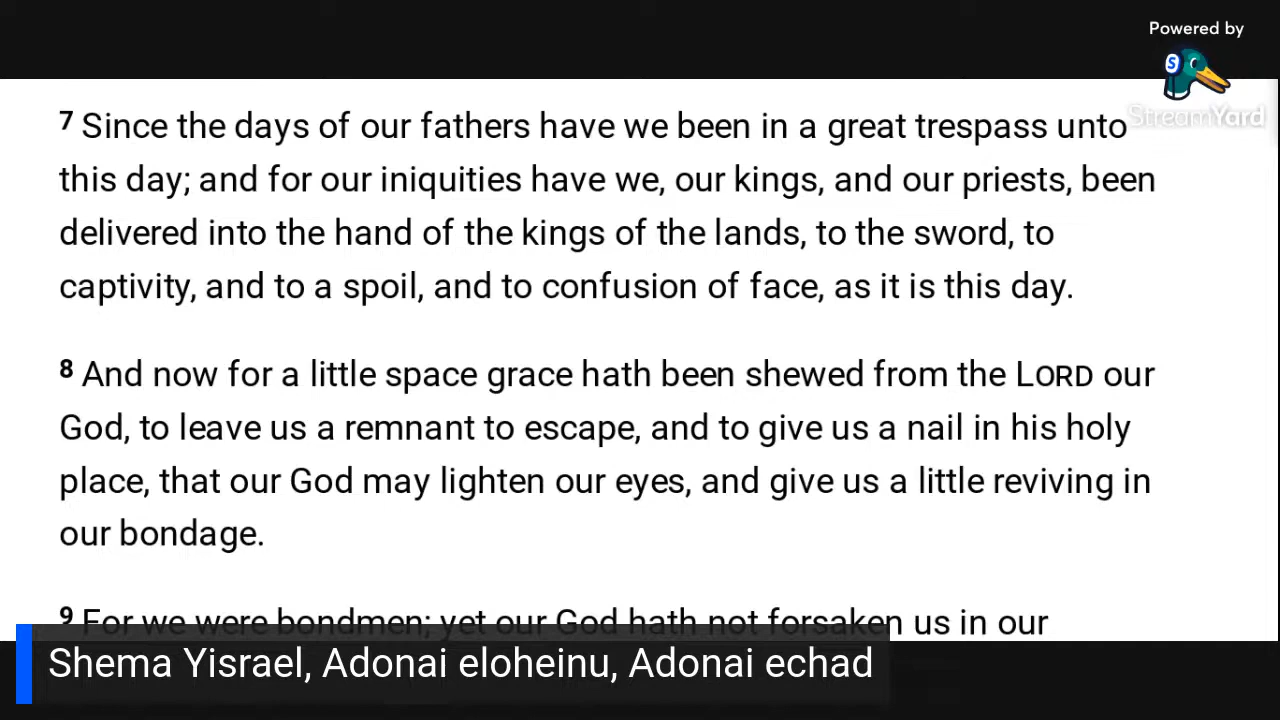 Powered by
S
StreamYard
7 Since the days of our fathers have we been in a great trespass unto
this day; and for our iniquities have we, our kings, and our priests, been
delivered into the hand of the kings of the lands, to the sword, to
captivity, and to a spoil, and to confusion of face, as it is this day.
8 And now for a little space grace hath been shewed from the LORD our
God, to leave us a remnant to escape, and to give us a nail in his holy
place, that our God may lighten our eyes, and give us a little reviving in
our bondage.
9 For we were bondmen; yet our God hath not forsaken us in our
Shema Yisrael, Adonai eloheinu, Adonai echad